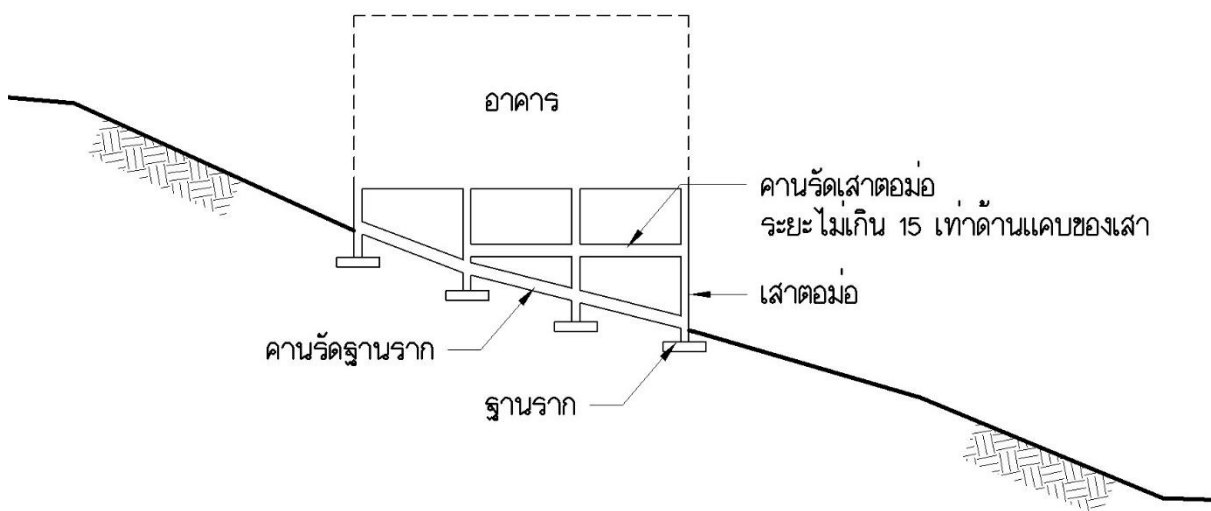 อาคาร
คานรัดเสาตอม่อ
ระยะไม่เกิน 15 เท่าด้านแคบของเสา
เสาตอม่อ
คานรัดฐานราก
ฐานราก